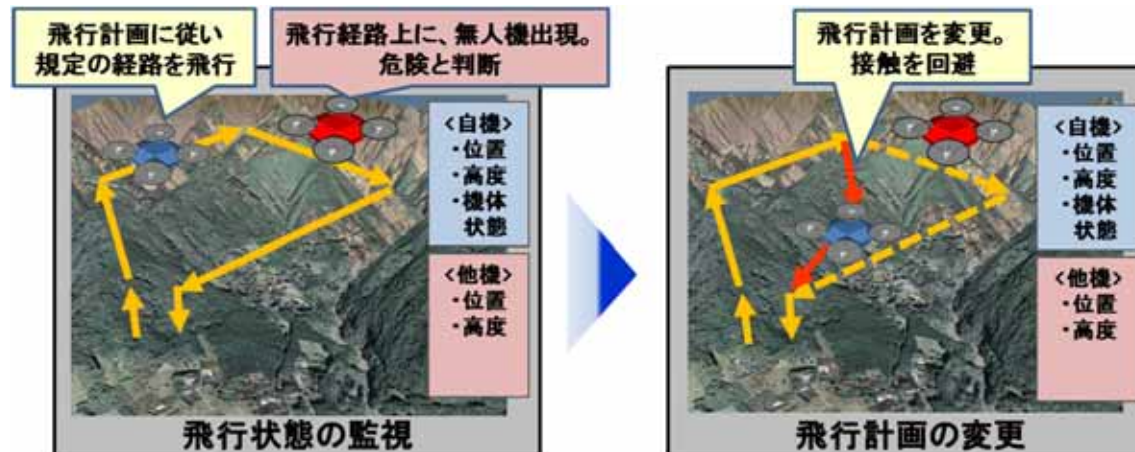 飛行計画に従い
規定の経路を飛行
飛行経路上に、無人機出現。
危険と判断
<自機>
・位置
・高度
・機体
状態
<他機>
・位置
・高度
飛行状態の監視
飛行計画を変更。
接触を回避
<自機>
・位置
・高度
・機体
状態
<他機>
・位置
・高度
飛行計画の変更